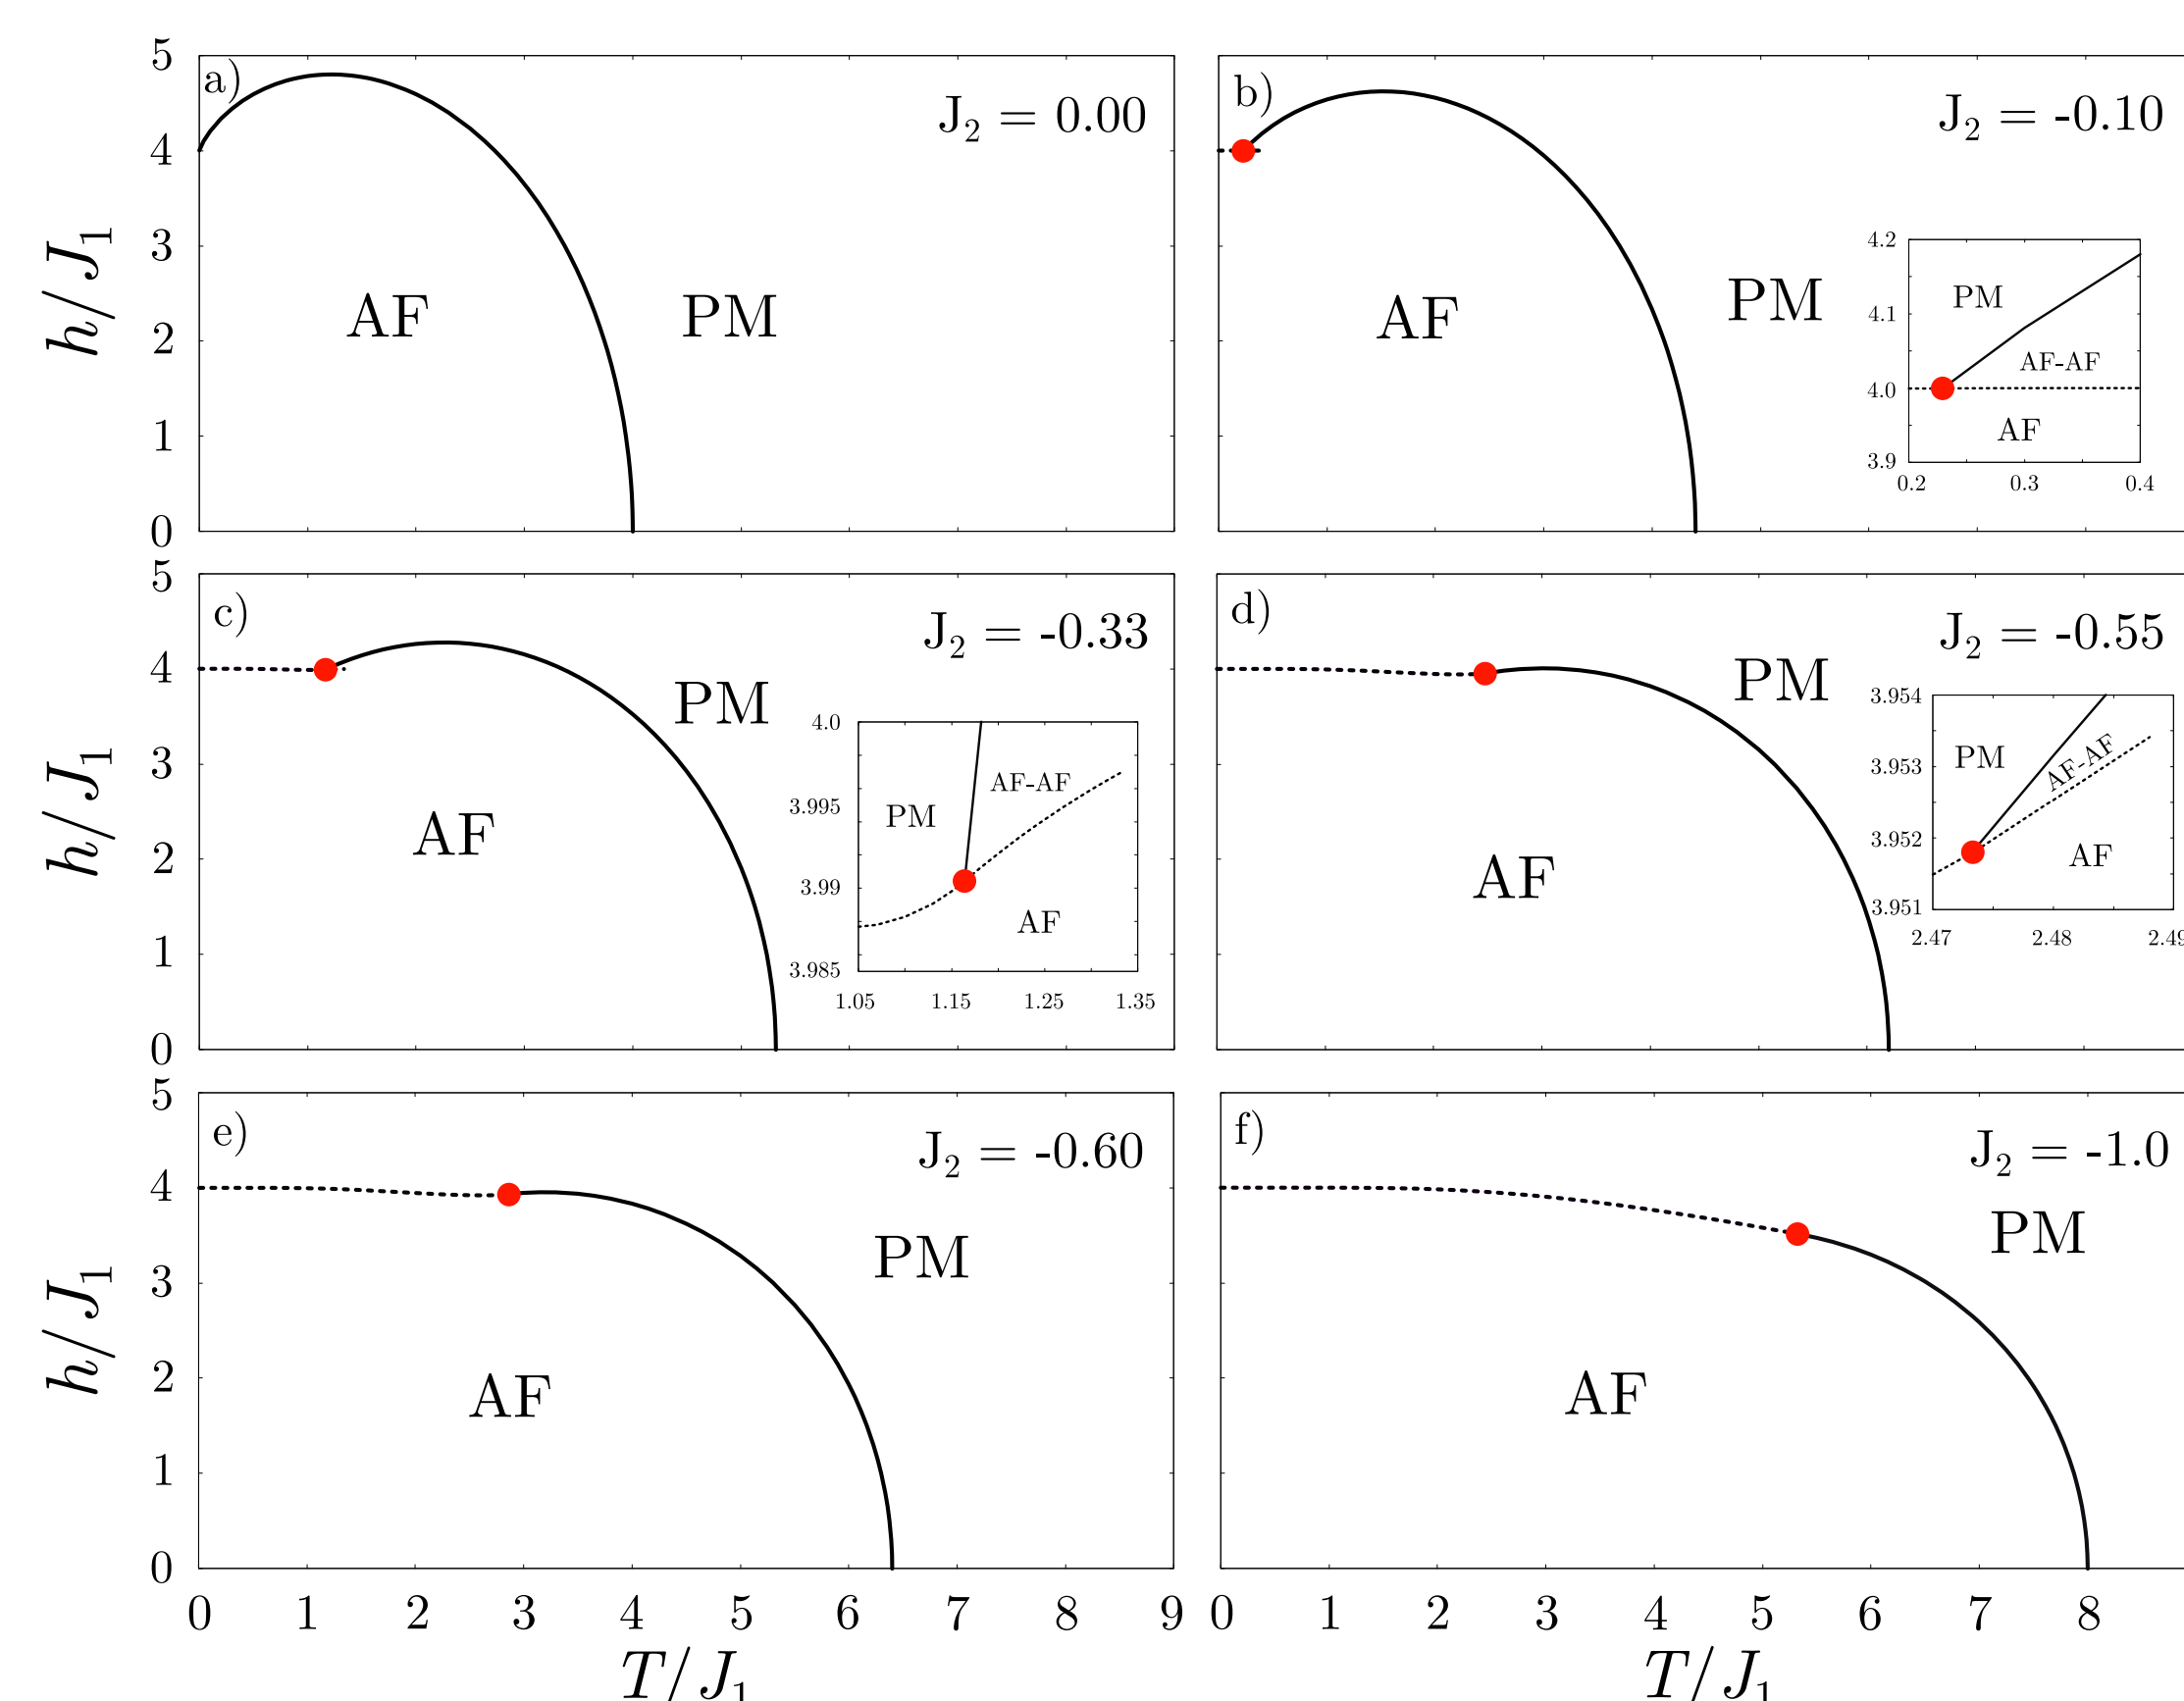 a)
J₂ = 0.00
5
4
3
2
1
0
h/J₁
AF
PM
b)
J₂ = -0.10
AF
PM
4.2
4.1
4.0
3.9
PM
AF-AF
AF
0.2 0.3 0.4
c)
J₂ = -0.33
5
4
3
2
1
0
h/J₁
PM
AF
4.0
3.995
3.99
3.985
PM
AF-AF
AF
1.05 1.15 1.25 1.35
d)
J₂ = -0.55
PM
AF
3.954
3.953
3.952
3.951
PM
AF-AF
AF
2.47 2.48 2.49
e)
J₂ = -0.60
5
4
3
2
1
0
h/J₁
PM
AF
0 1 2 3 4 5 6 7 8 9
T/J₁
f)
J₂ = -1.0
PM
AF
0 1 2 3 4 5 6 7 8
T/J₁